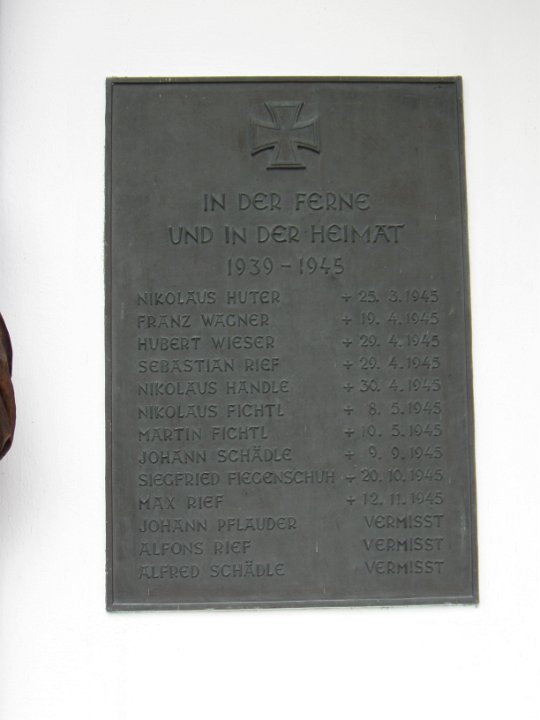 IN DER FERNE
UND IN DER HEIMAT
1939 - 1945
NIKOLAUS HUTER + 25. 3. 1945
FRANZ WAGNER + 19. 4. 1945
HUBERT WIESER + 29. 4. 1945
SEBASTIAN RIEF + 29. 4. 1945
NIKOLAUS HANDLE + 30. 4. 1945
NIKOLAUS FICHTL + 8. 5. 1945
MARTIN FICHTL + 10. 5. 1945
JOHANN SCHÄDLE + 9. 9. 1945
SIEGFRIED FIEGENSCHUH + 20. 10. 1945
MAX RIEF + 12. 11. 1945
JOHANN PFLAUDER VERMISST
ALFONS RIEF VERMISST
ALFRED SCHÄDLE VERMISST